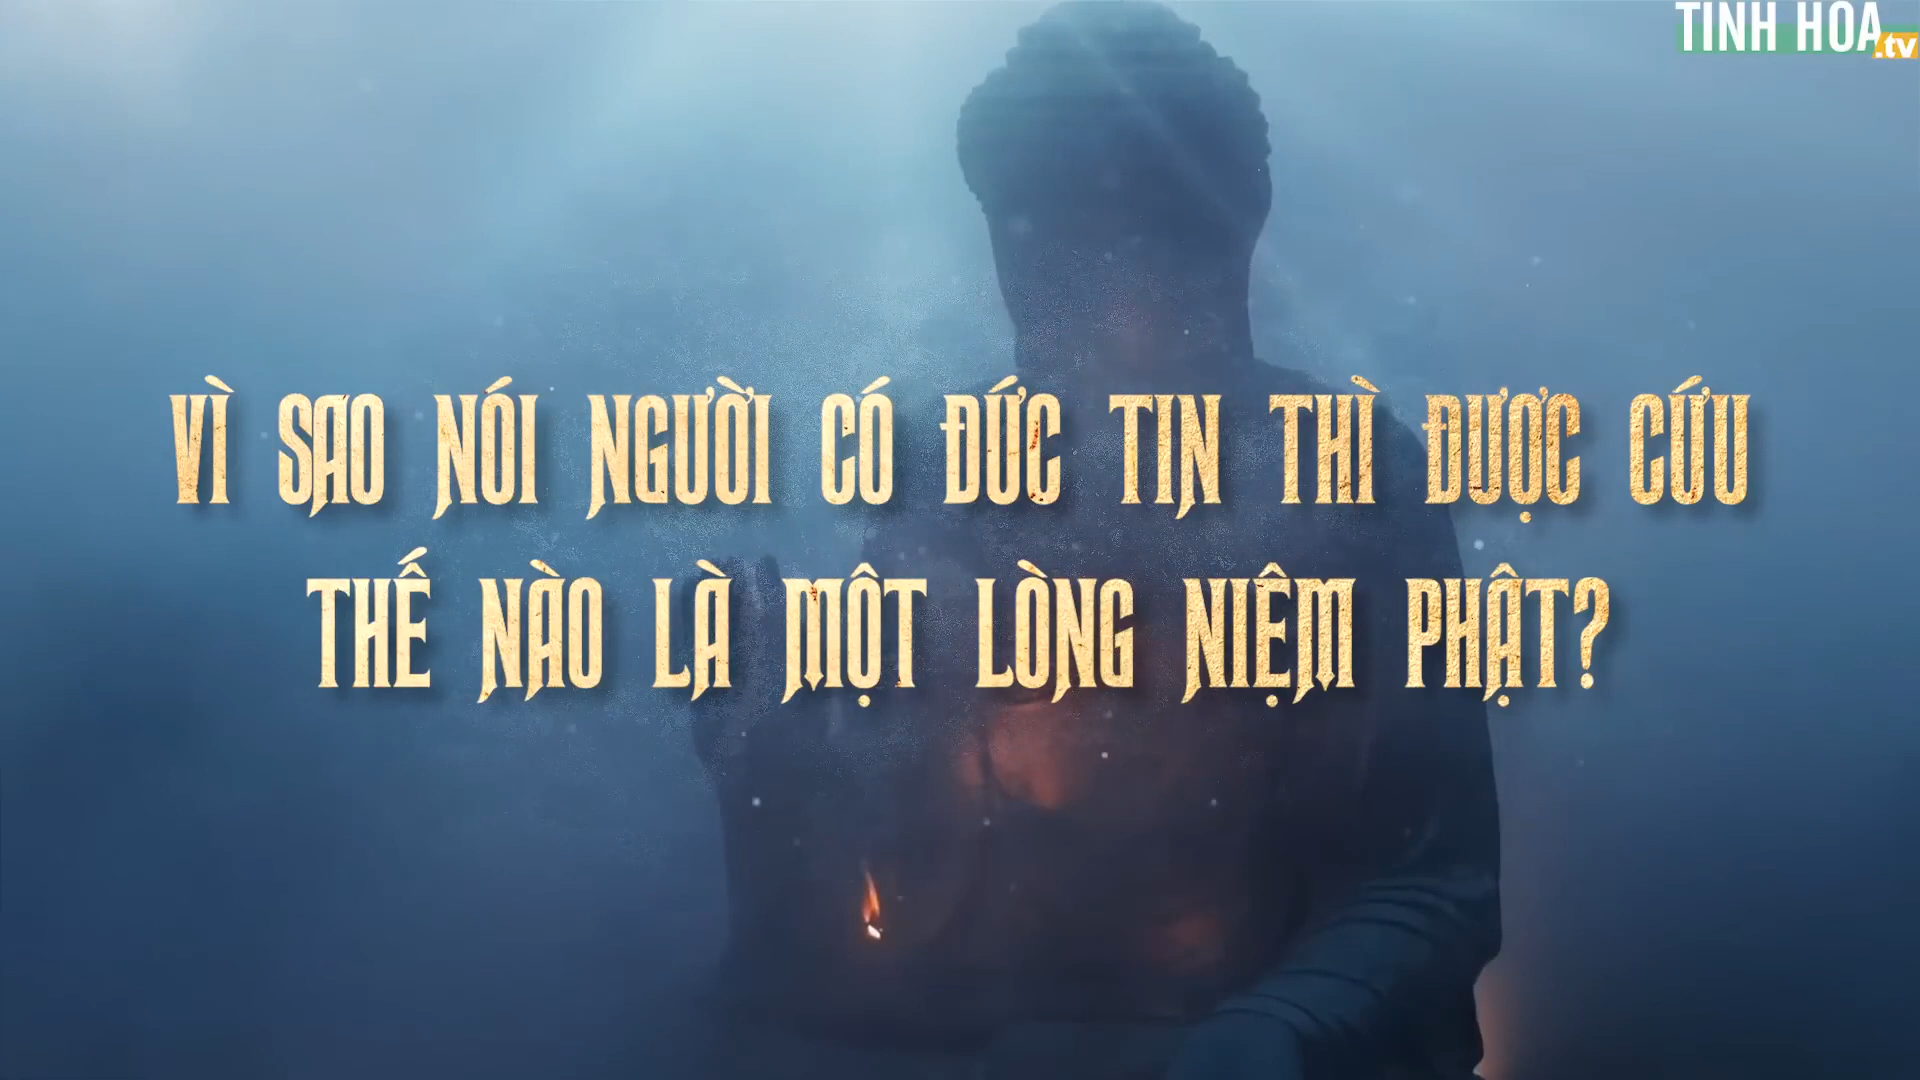 TINH HOA.tv
VÌ SAO NÓI NGƯỜI CÓ ĐỨC TIN THÌ ĐƯỢC CỨU
THẾ NÀO LÀ MỘT LÒNG NIỆM PHẬT?